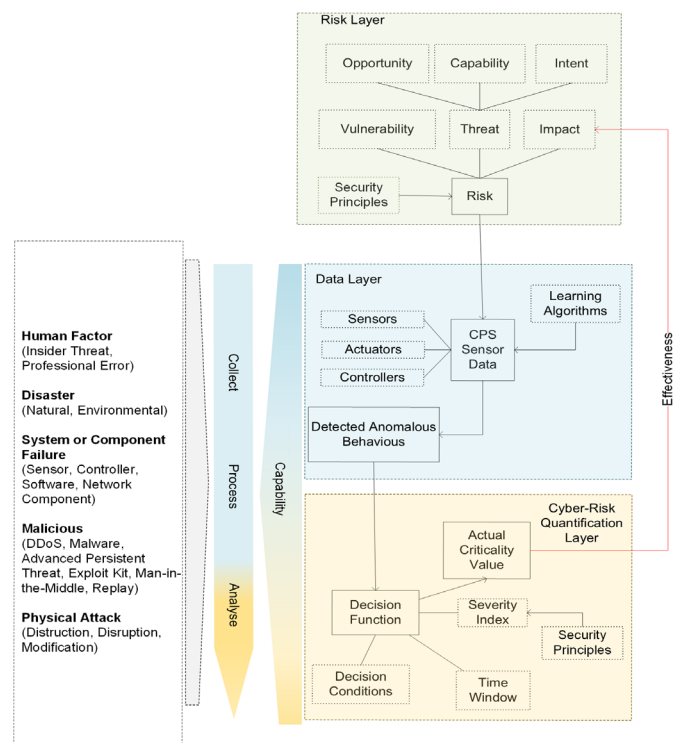 Risk Layer
Opportunity
Capability
Intent
Vulnerability
Threat
Impact
Security
Principles
Risk
Human Factor
(Insider Threat,
Professional Error)
Disaster
(Natural, Environmental)
System or Component
Failure
(Sensor, Controller,
Software, Network
Component)
Malicious
(DDoS, Malware,
Advanced Persistent
Threat, Exploit Kit, Man-in-
the-Middle, Replay)
Physical Attack
(Distruction, Disruption,
Modification)
Collect
Process
Analyse
Capability
Data Layer
Sensors
Actuators
Controllers
CPS
Sensor
Data
Learning
Algorithms
Detected Anomalous
Behavious
Effectiveness
Cyber-Risk
Quantification
Layer
Actual
Criticality
Value
Decision
Function
Severity
Index
Security
Principles
Decision
Conditions
Time
Window